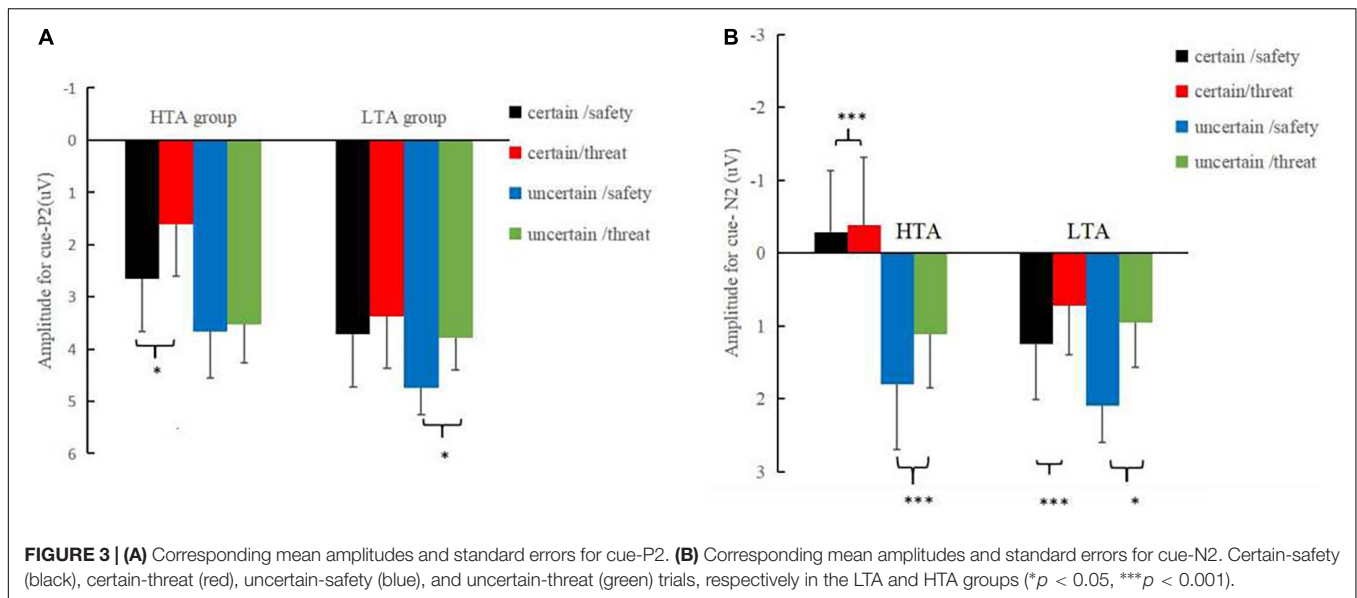 A
-1
HTA group
LTA group
0
1
2
3
4
5
6
Amplitude for cue-P2(uV)
*
*
certain /safety
certain/threat
uncertain /safety
uncertain /threat
B
-3
-2
-1
0
1
2
3
Amplitude for cue- N2 (uV)
***
HTA
LTA
***
***
*
certain /safety
certain/threat
uncertain /safety
uncertain /threat
FIGURE 3 | (A) Corresponding mean amplitudes and standard errors for cue-P2. (B) Corresponding mean amplitudes and standard errors for cue-N2. Certain-safety
(black), certain-threat (red), uncertain-safety (blue), and uncertain-threat (green) trials, respectively in the LTA and HTA groups (*p < 0.05, ***p < 0.001).